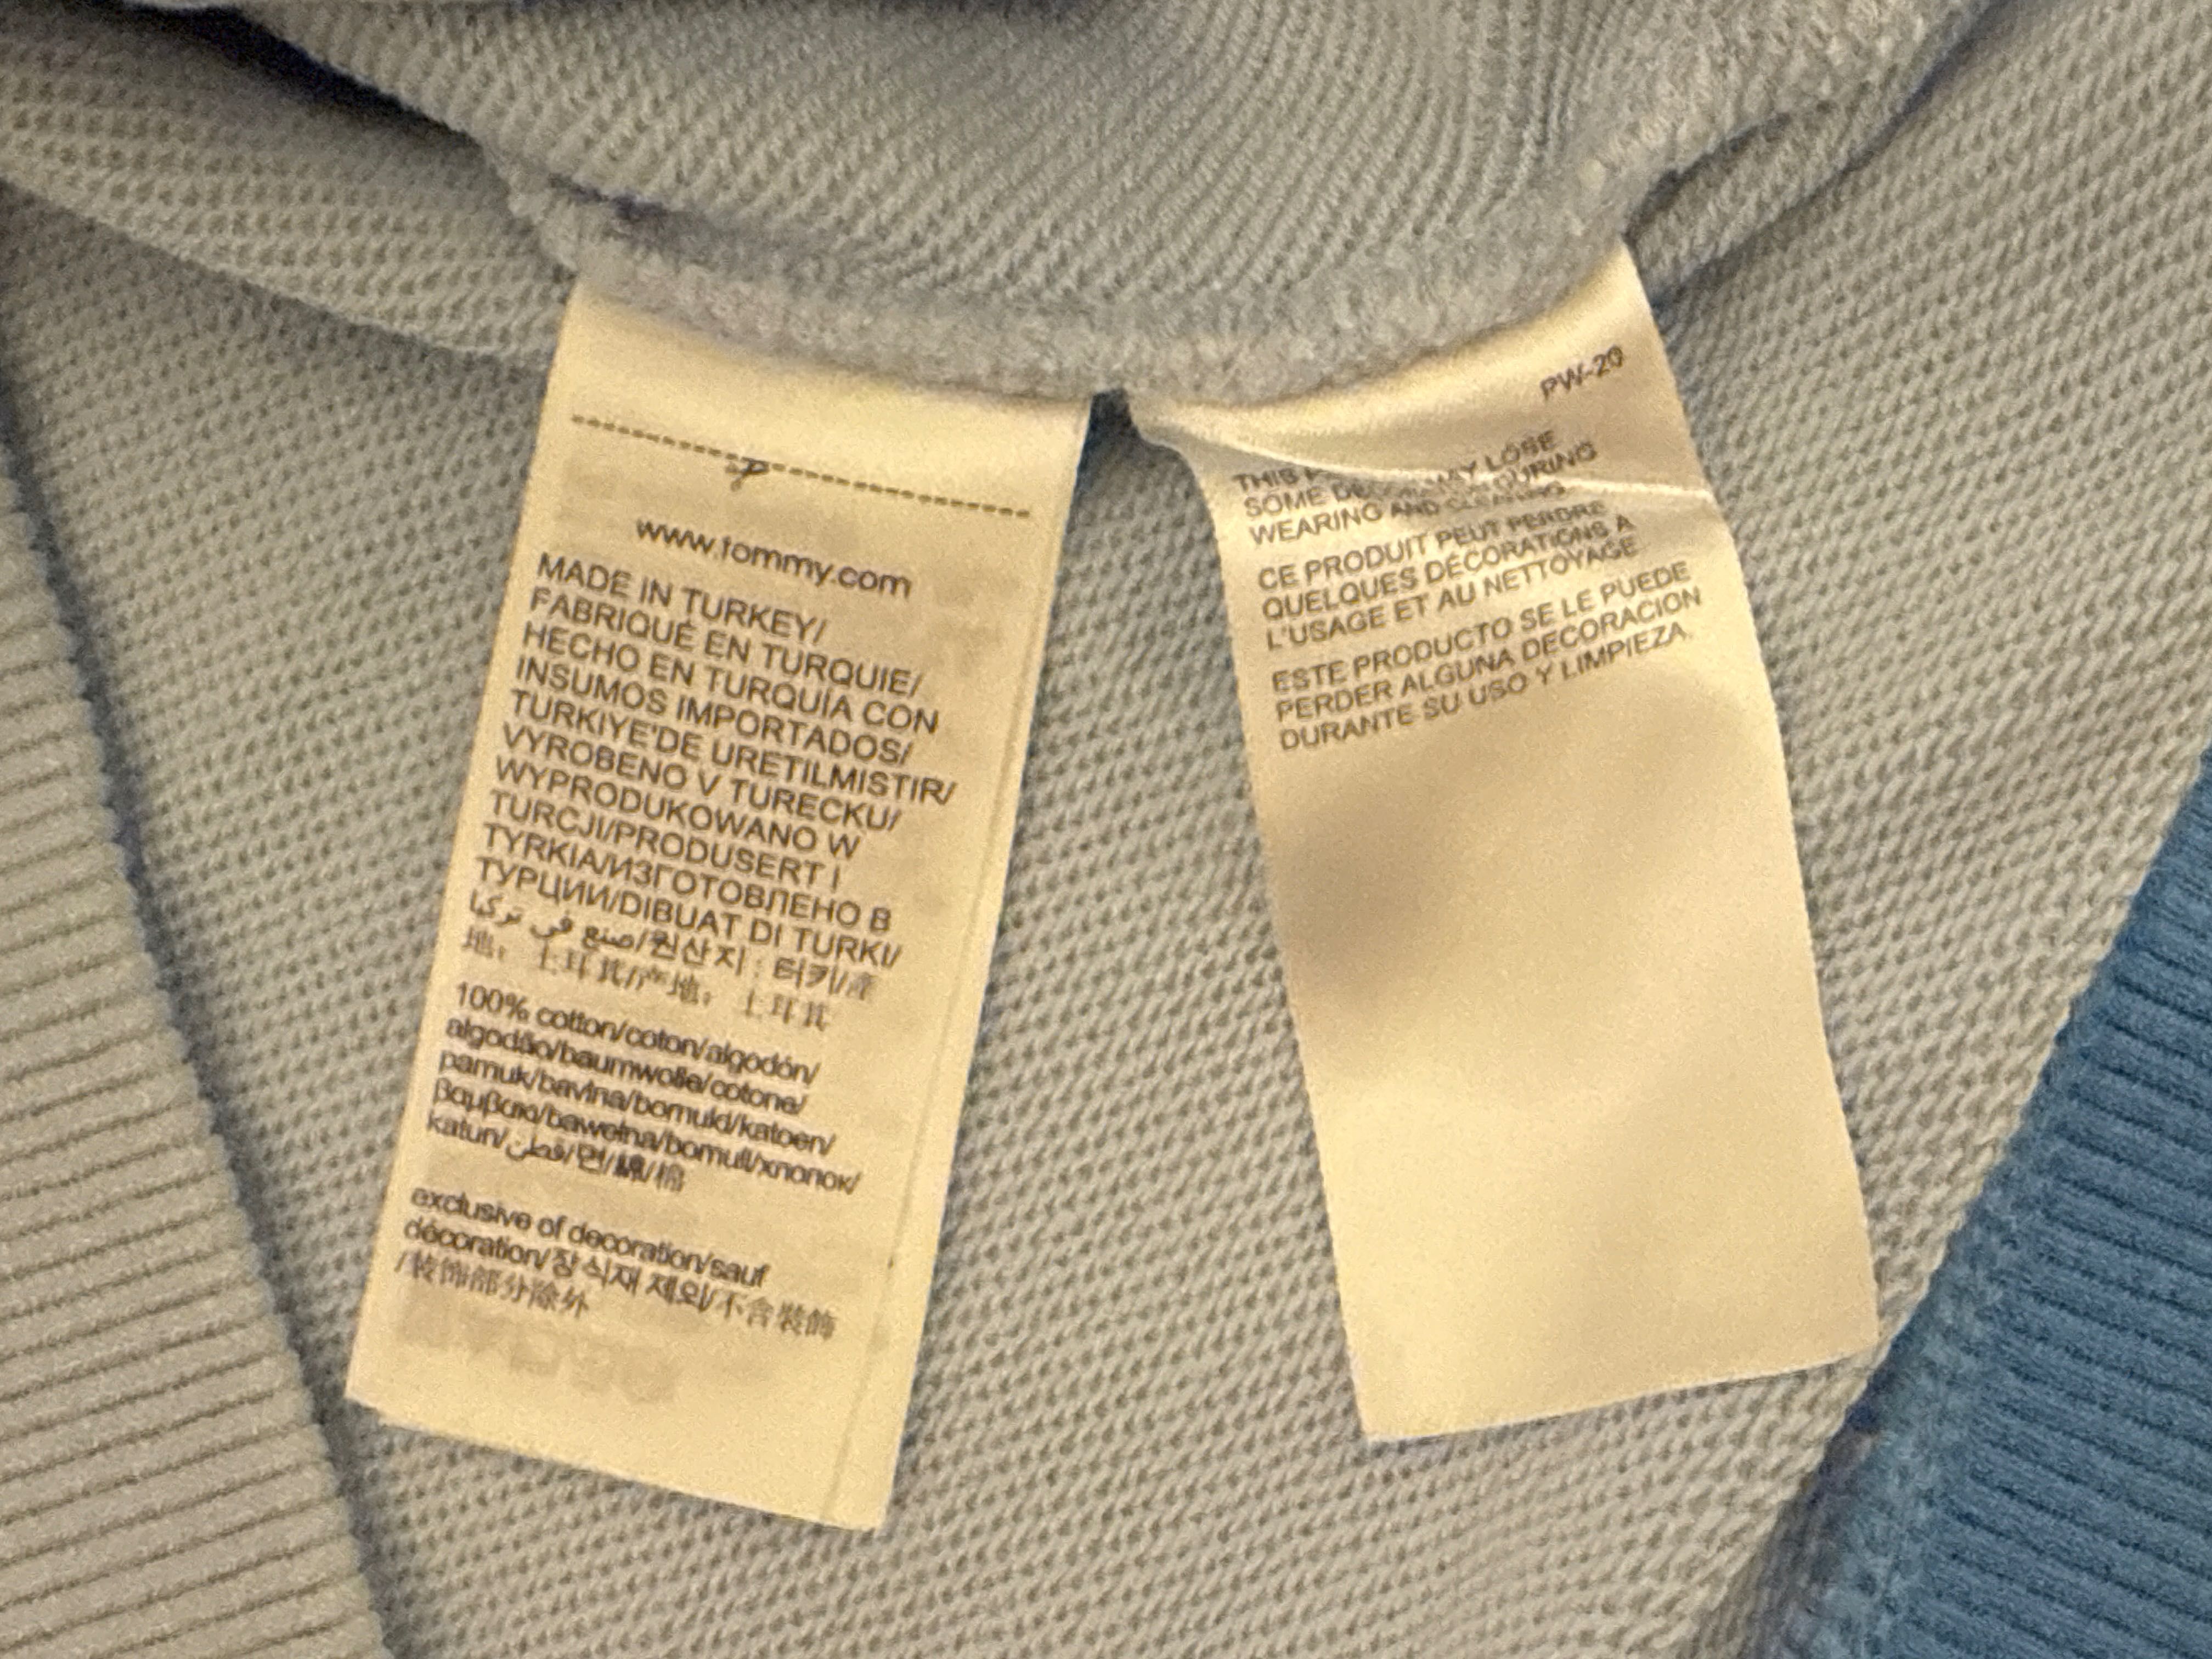 www.tommy.com
MADE IN TURKEY/
FABRIQUÉ EN TURQUIE/
HECHO EN TURQUÍA CON
INSUMOS IMPORTADOS/
TURKIYE'DE URETILMISTIR/
VYROBENO V TURECKU/
WYPRODUKOWANO W
TURCJI/PRODUSERT I
TYRKIA/ИЗГОТОВЛЕНО В
ТУРЦИИ/DIBUAT DI TURKI/
صنع في تركيا/원산지 : 터키/產
地: 土耳其/产地: 土耳其
100% cotton/coton/algodón/
algodão/baumwolle/cotone/
pamuk/bavlna/bomuld/katoen/
βαμβακι/bawełna/bomull/хлопок/
katun/قطن/면/綿/棉
exclusive of decoration/sauf
décoration/장식재 제외/不含裝飾
/装饰部分除外
PW-20
THIS MAY LOSE
SOME DURING
WEARING AND CLEANING
CE PRODUIT PEUT PERDRE
QUELQUES DÉCORATIONS A
L'USAGE ET AU NETTOYAGE
ESTE PRODUCTO SE LE PUEDE
PERDER ALGUNA DECORACION
DURANTE SU USO Y LIMPIEZA.